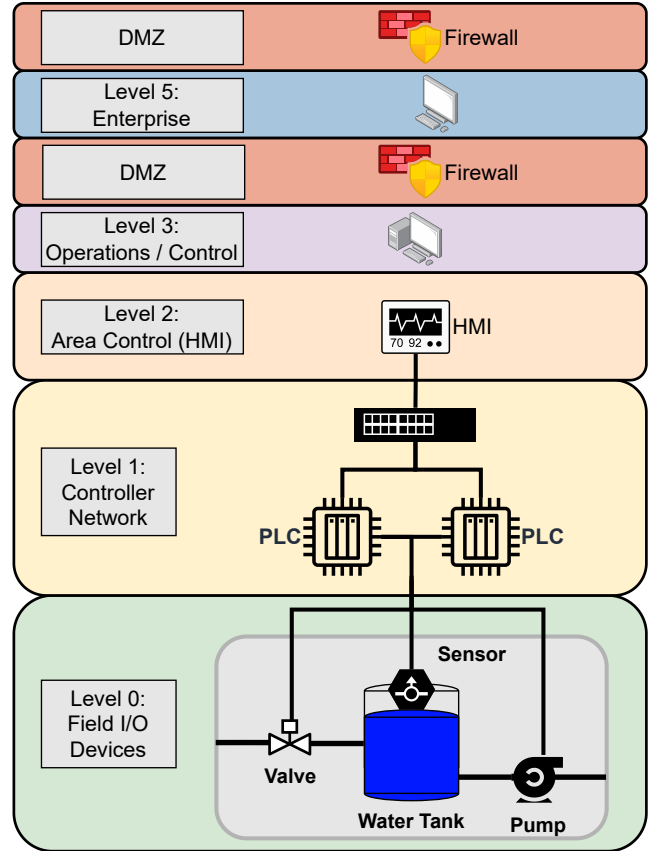 DMZ
Firewall
Level 5:
Enterprise
DMZ
Firewall
Level 3:
Operations / Control
Level 2:
Area Control (HMI)
70 92
HMI
Level 1:
Controller
Network
PLC
PLC
Level 0:
Field I/O
Devices
Sensor
Valve
Water Tank
Pump